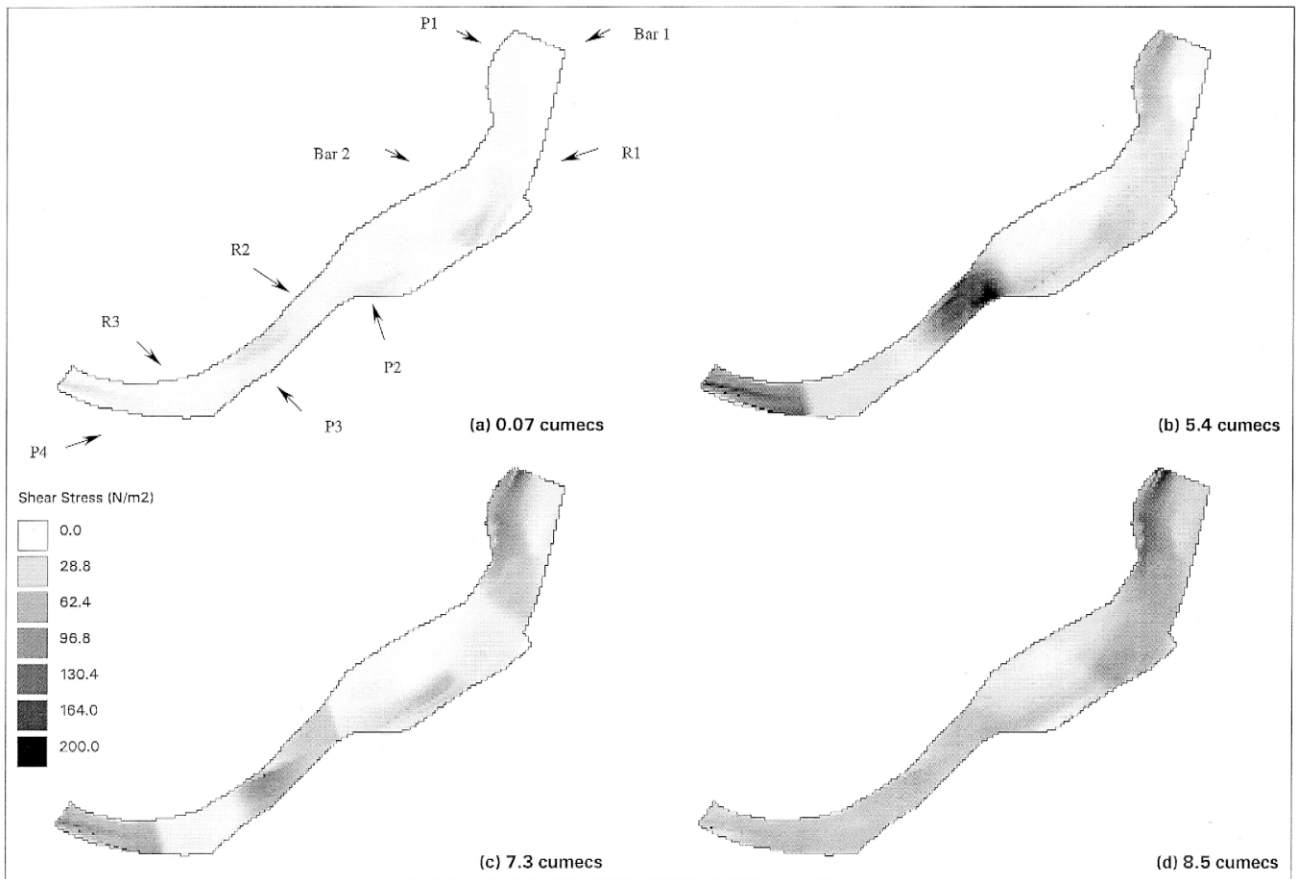 P1
Bar 1
Bar 2
R1
R2
R3
P2
P3
(a) 0.07 cumecs
(b) 5.4 cumecs
P4
Shear Stress (N/m2)
0.0
28.8
62.4
96.8
130.4
164.0
200.0
(c) 7.3 cumecs
(d) 8.5 cumecs